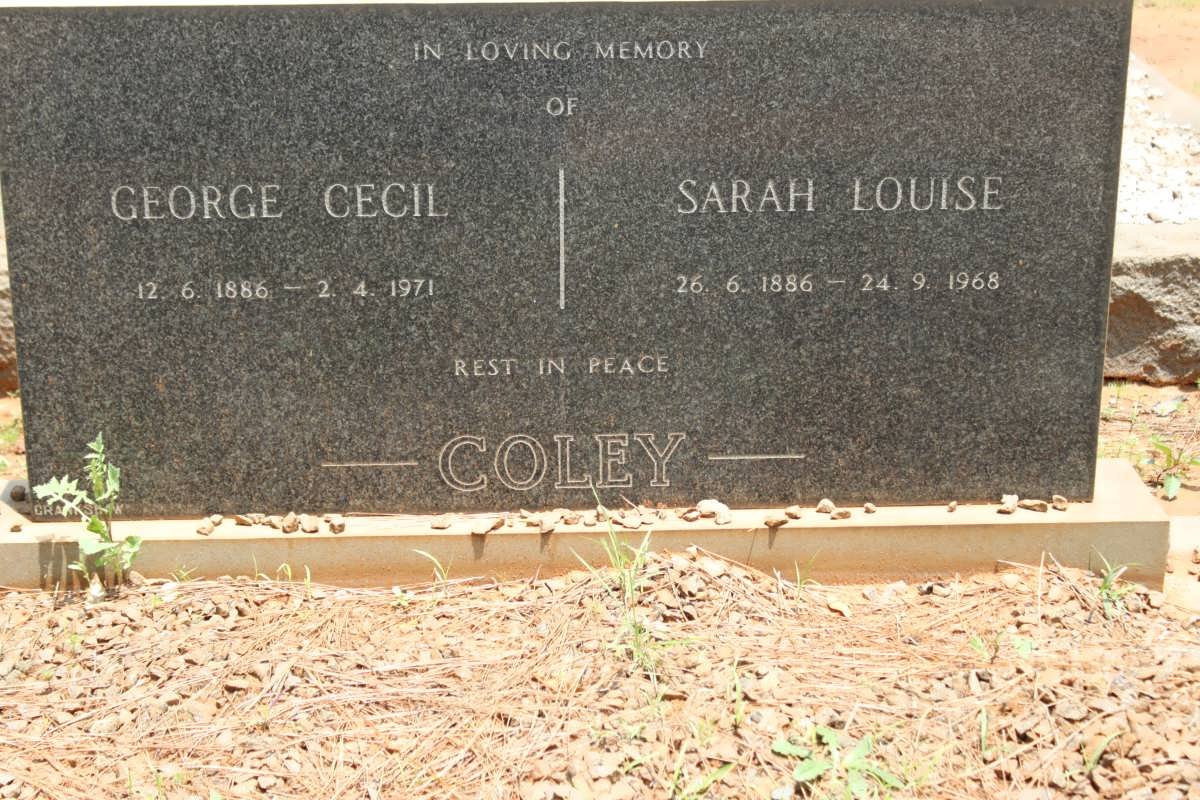 IN LOVING MEMORY
OF
GEORGE CECIL
12. 6. 1886 — 2. 4. 1971
SARAH LOUISE
26. 6. 1886 — 24. 9. 1968
REST IN PEACE
COLEY